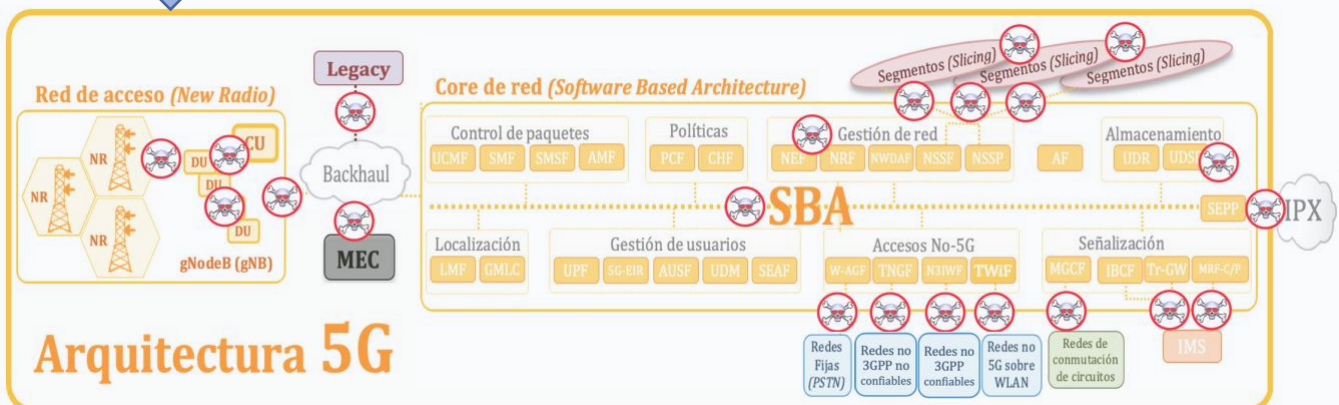 Segmentos (Slicing)
Segmentos (Slicing)
Segmentos (Slicing)
Legacy
Red de acceso (New Radio)
Core de red (Software Based Architecture)
NR
NR
NR
DU
DU
DU
CU
gNodeB (gNB)
Backhaul
MEC
Control de paquetes
UCMF SMF SMSF AMF
Políticas
PCF CHF
Gestión de red
NEF NRF NWDAF NSSF NSSP
AF
Almacenamiento
UDR
SBA
SEPP
IPX
Localización
LMF GMLC
Gestión de usuarios
UPF 5G-EIR AUSF UDM SEAF
Accesos No-5G
W-AGF TNGF N3IWF TWiF
Señalización
MGCF IBCF Tr-GW MRF-C/P
Arquitectura 5G
Redes
Fijas
(PSTN)
Redes no
3GPP no
confiables
Redes no
3GPP
confiables
Redes no
5G sobre
WLAN
Redes de
conmutación
de circuitos
IMS